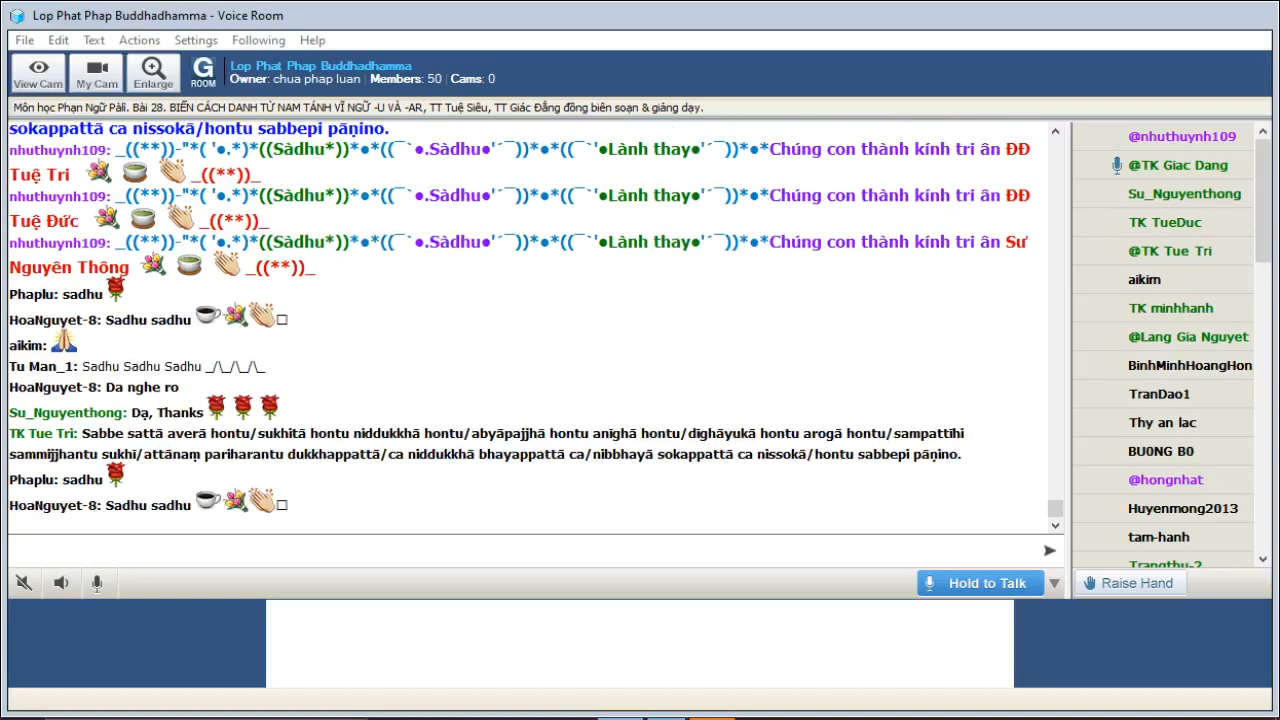 Lop Phat Phap Buddhadhamma - Voice Room
File Edit Text Actions Settings Following Help
View Cam My Cam Enlarge G ROOM
Lop Phat Phap Buddhadhamma
Owner: chua phap luan | Members: 50 | Cams: 0
Môn học Phạn Ngữ Pàli. Bài 28. BIẾN CÁCH DANH TỪ NAM TÁNH VĨ NGỮ -U VÀ -AR, TT Tuệ Siêu, TT Giác Đẳng đồng biên soạn & giảng dạy.
sokappattā ca nissokā/hontu sabbepi pāṇino.
nhuthuynh109: _((**))-"*( '●.*)*((Sàdhu*))*●*((¯`●.Sàdhu●'´¯))*●*((¯`'●Lành thay●'´¯))*●*Chúng con thành kính tri ân ĐĐ
Tuệ Tri _((**))_
nhuthuynh109: _((**))-"*( '●.*)*((Sàdhu*))*●*((¯`●.Sàdhu●'´¯))*●*((¯`'●Lành thay●'´¯))*●*Chúng con thành kính tri ân ĐĐ
Tuệ Đức _((**))_
nhuthuynh109: _((**))-"*( '●.*)*((Sàdhu*))*●*((¯`●.Sàdhu●'´¯))*●*((¯`'●Lành thay●'´¯))*●*Chúng con thành kính tri ân Sư
Nguyên Thông _((**))_
Phaplu: sadhu
HoaNguyet-8: Sadhu sadhu
aikim:
Tu Man_1: Sadhu Sadhu Sadhu _/\_/\_/\_
HoaNguyet-8: Da nghe ro
Su_Nguyenthong: Dạ, Thanks
TK Tue Tri: Sabbe sattā averā hontu/sukhitā hontu niddukkhā hontu/abyāpajjhā hontu anīghā hontu/dīghāyukā hontu arogā hontu/sampattīhi
sammijjhantu sukhī/attānaṃ pariharantu dukkhappattā/ca niddukkhā bhayappattā ca/nibbhayā sokappattā ca nissokā/hontu sabbepi pāṇino.
Phaplu: sadhu
HoaNguyet-8: Sadhu sadhu
@nhuthuynh109
@TK Giac Dang
Su_Nguyenthong
TK TueDuc
@TK Tue Tri
aikim
TK minhhanh
@Lang Gia Nguyet
BinhMinhHoangHon
TranDao1
Thy an lac
BU0NG B0
@hongnhat
Huyenmong2013
tam-hanh
Trangthu-2
Hold to Talk
Raise Hand